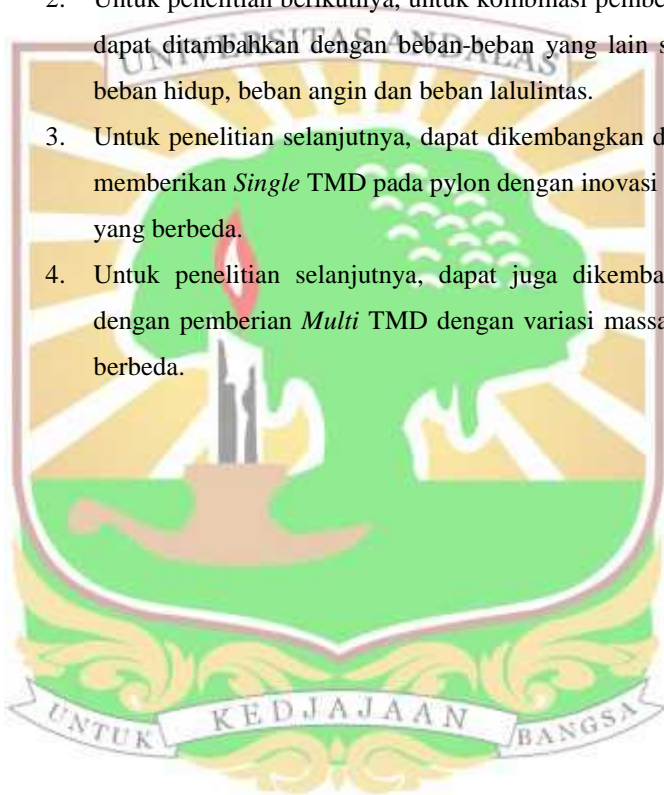 2. Untuk penelitian berikutnya, untuk kombinasi
dapat ditambahkan dengan beban-beban yang lain
UNIVERSITAS ANDALAS
beban hidup, beban angin dan beban lalulintas.
3. Untuk penelitian selanjutnya, dapat dikembangkan
memberikan Single TMD pada pylon dengan inovasi
yang berbeda.
4. Untuk penelitian selanjutnya, dapat juga
dengan pemberian Multi TMD dengan variasi massa
berbeda.
UNTUK KEDJAJAAN BANGSA